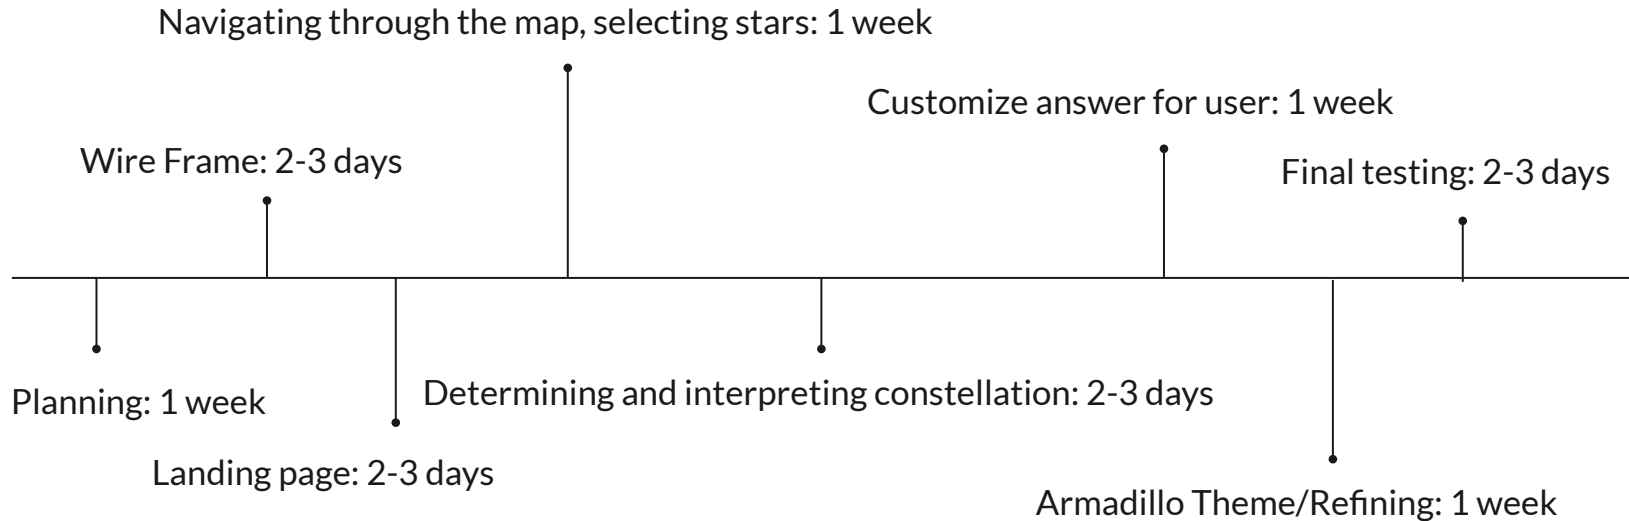 Navigating through the map, selecting stars: 1 week
Customize answer for user: 1 week
Wire Frame: 2-3 days
Final testing: 2-3 days
Planning: 1 week
Determining and interpreting constellation: 2-3 days
Landing page: 2-3 days
Armadillo Theme/Refining: 1 week